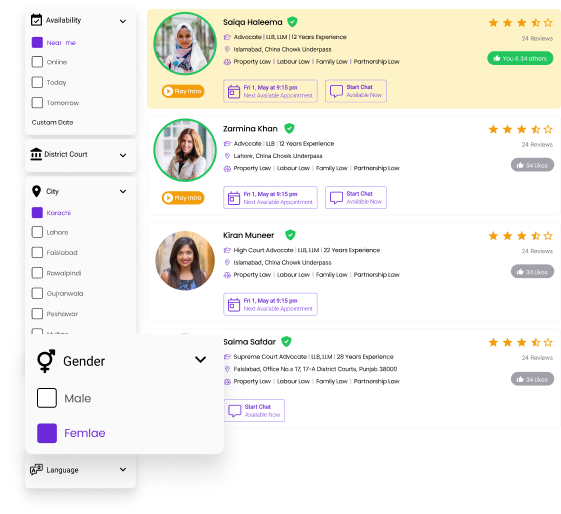 Availability
Near me
Online
Today
Tomorrow
Custom Date
District Court
City
Karachi
Lahore
Faislabad
Rawalpindi
Gujranwala
Peshawar
Gender
Male
Femlae
Language
Saiqa Haleema
Advocate | LLB, LLM | 12 Years Experience
Islamabad, China Chowk Underpass
Property Law | Labour Law | Family Law | Partnership Law
24 Reviews
You & 34 others
Play Intro
Fri 1, May at 9:15 pm
Next Available Appointment
Start Chat
Available Now
Zarmina Khan
Advocate | LLB | 12 Years Experience
Lahore, China Chowk Underpass
Property Law | Labour Law | Family Law | Partnership Law
24 Reviews
34 Likes
Play Intro
Fri 1, May at 9:15 pm
Next Available Appointment
Start Chat
Available Now
Kiran Muneer
High Court Advocate | LLB, LLM | 22 Years Experience
Islamabad, China Chowk Underpass
Property Law | Labour Law | Family Law | Partnership Law
24 Reviews
34 Likes
Fri 1, May at 9:15 pm
Next Available Appointment
Saima Safdar
Supreme Court Advocate | LLB, LLM | 28 Years Experience
Faislabad, Office No.s 17, 17-A District Courts, Punjab 38000
Property Law | Labour Law | Family Law | Partnership Law
24 Reviews
34 Likes
Start Chat
Available Now